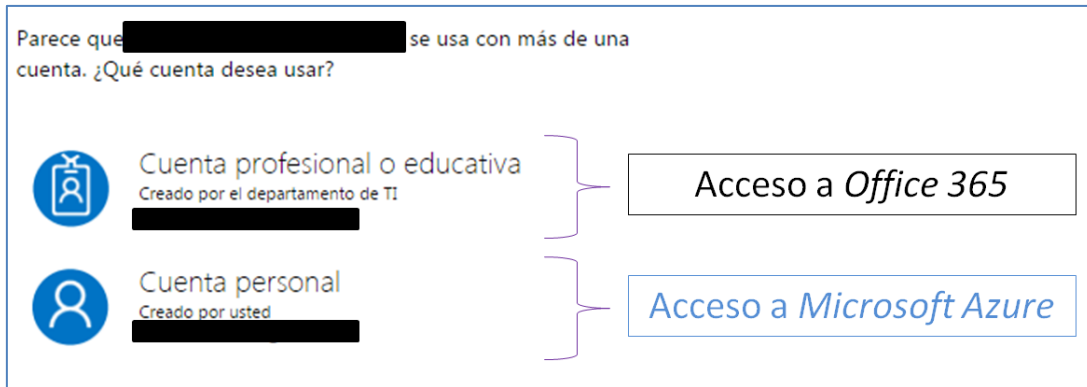 Parece que se usa con más de una
cuenta. ¿Qué cuenta desea usar?
Cuenta profesional o educativa
Creado por el departamento de TI
Acceso a Office 365
Cuenta personal
Creado por usted
Acceso a Microsoft Azure